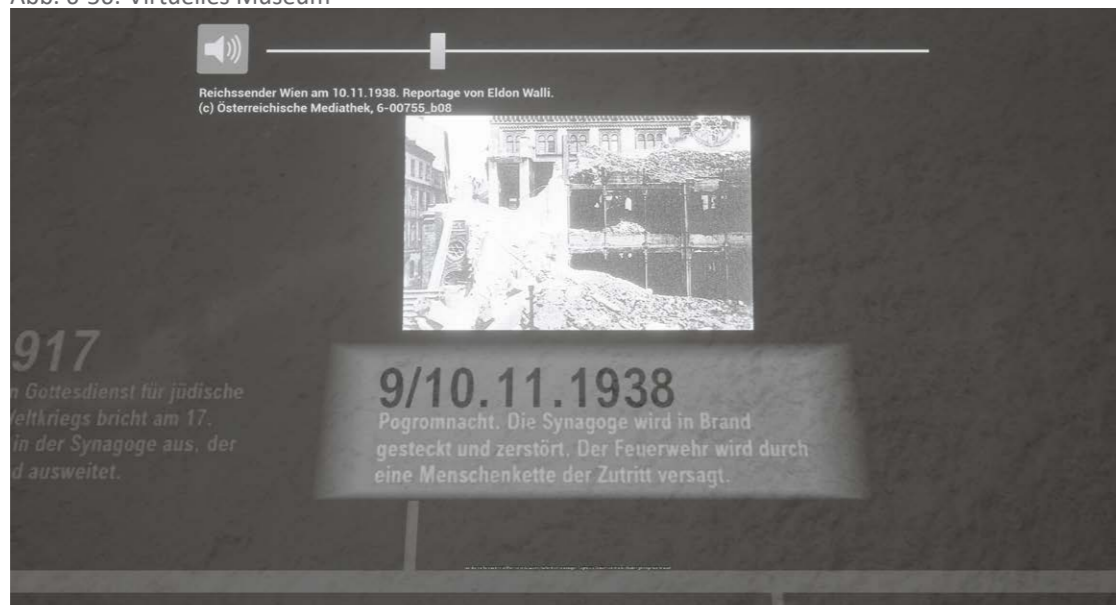 Abb. 6-50: Virtuelles Museum
Reichssender Wien am 10.11.1938. Reportage von Eldon Walli.
(c) Österreichische Mediathek, 6-00755_b08
917
n Gottesdienst für jüdische
Weltkriegs bricht am 17.
in der Synagoge aus, der
d ausweitet.
9/10.11.1938
Pogromnacht. Die Synagoge wird in Brand
gesteckt und zerstört. Der Feuerwehr wird durch
eine Menschenkette der Zutritt versagt.